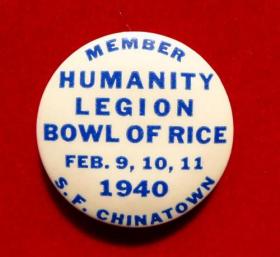 MEMBER
HUMANITY
LEGION
BOWL OF RICE
FEB. 9, 10, 11
1940
S.F. CHINATOWN